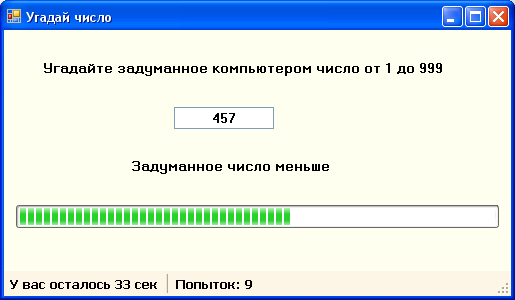 Угадай число
Угадайте задуманное компьютером число от 1 до 999
457
Задуманное число меньше
У вас осталось 33 сек
Попыток: 9